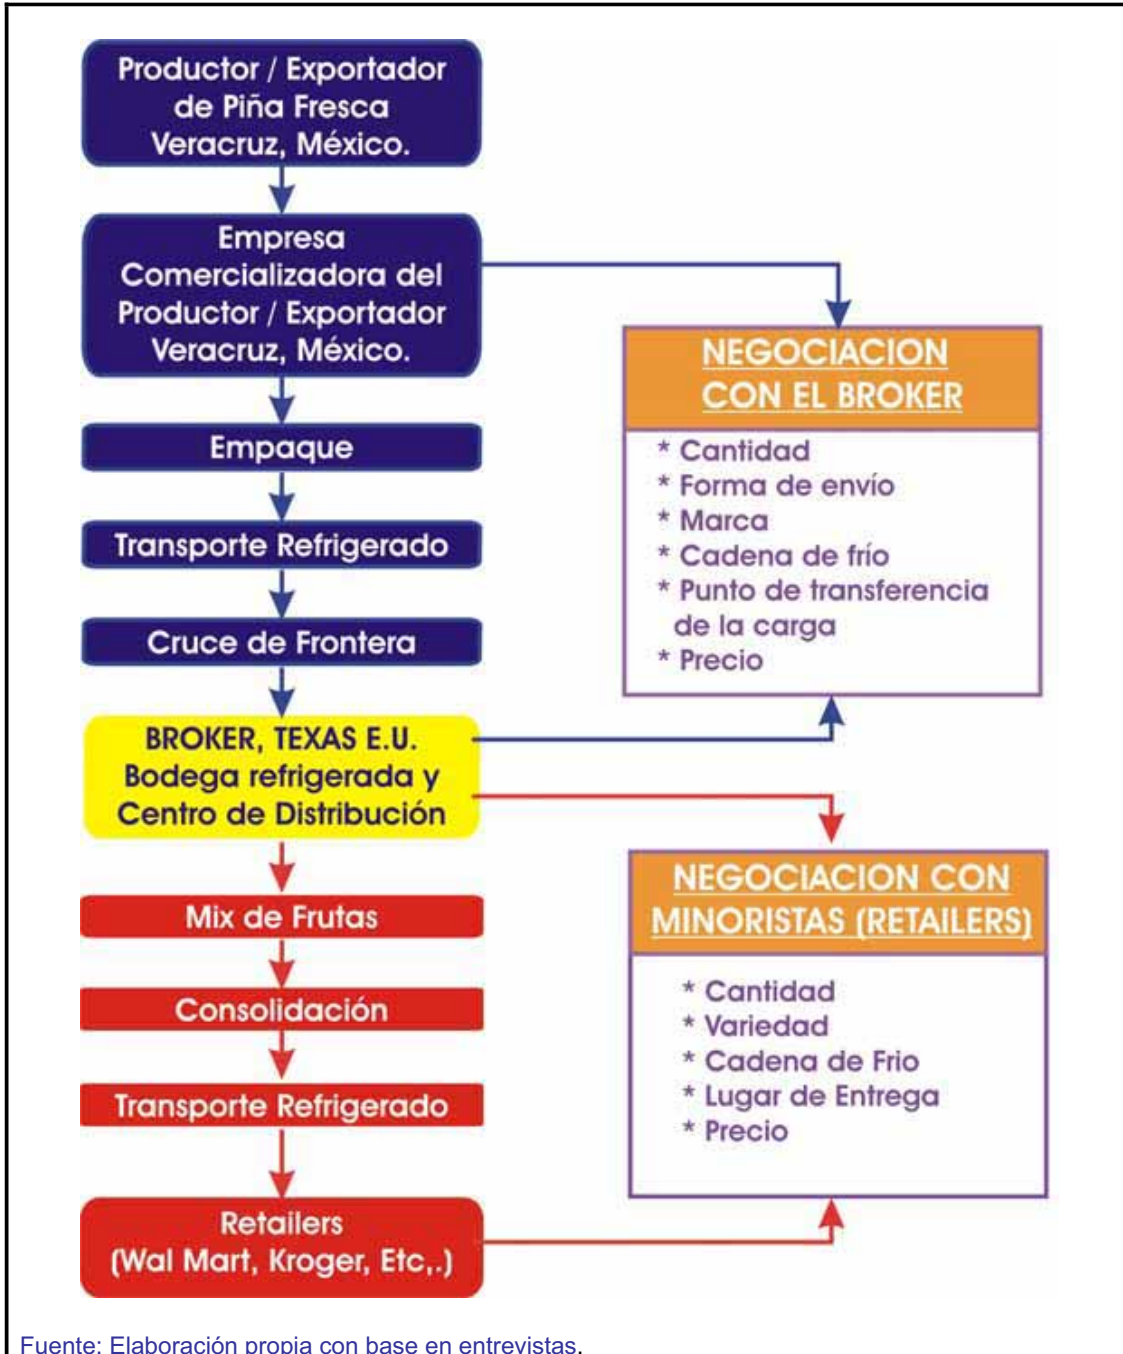 Productor / Exportador
de Piña Fresca
Veracruz, México.
Empresa
Comercializadora del
Productor / Exportador
Veracruz, México.
Empaque
Transporte Refrigerado
Cruce de Frontera
BROKER, TEXAS E.U.
Bodega refrigerada y
Centro de Distribución
Mix de Frutas
Consolidación
Transporte Refrigerado
Retailers
(Wal Mart, Kroger, Etc,.)
NEGOCIACION
CON EL BROKER
* Cantidad
* Forma de envío
* Marca
* Cadena de frío
* Punto de transferencia
de la carga
* Precio
NEGOCIACION CON
MINORISTAS (RETAILERS)
* Cantidad
* Variedad
* Cadena de Frio
* Lugar de Entrega
* Precio
Fuente: Elaboración propia con base en entrevistas.